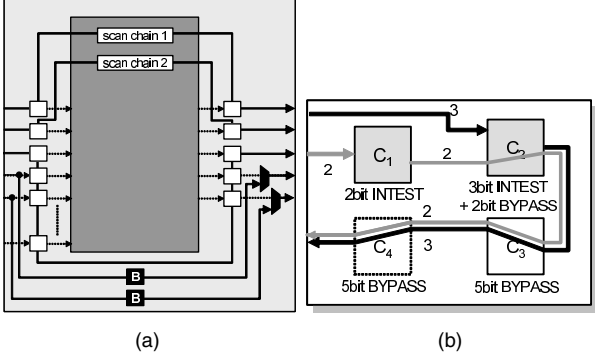 scan chain 1
scan chain 2
B
B
(a)
3
2
C1
2
C2
2bit INTEST
3bit INTEST
+ 2bit BYPASS
2
C4
3
C3
5bit BYPASS
5bit BYPASS
(b)